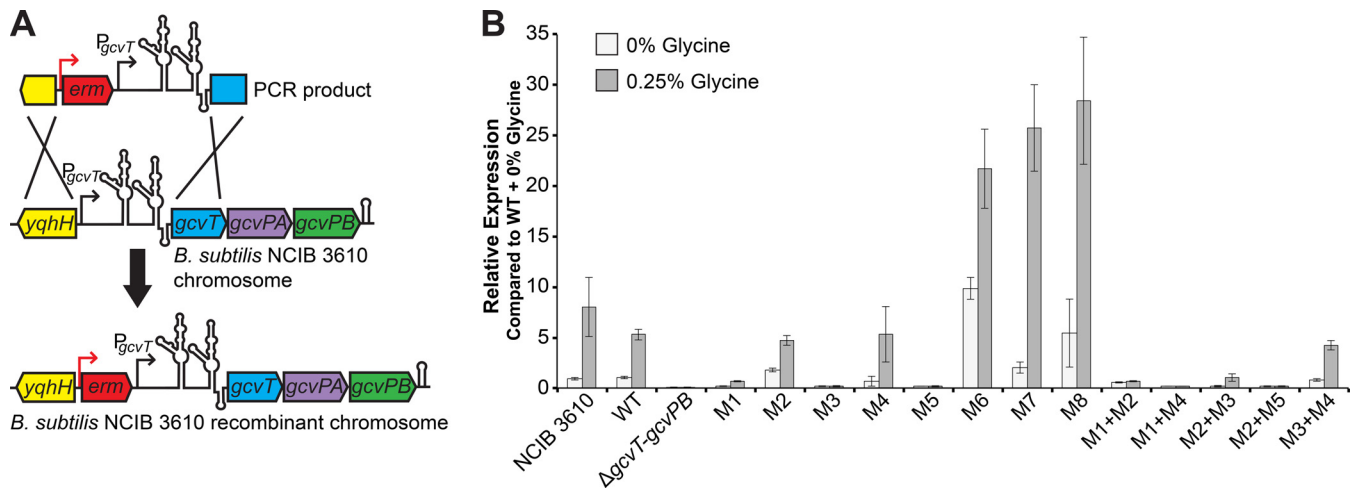 A
PgcvT
erm
PCR product
PgcvT
yqhH
gcvT
gcvPA
gcvPB
B. subtilis NCIB 3610
chromosome
PgcvT
yqhH
erm
gcvT
gcvPA
gcvPB
B. subtilis NCIB 3610 recombinant chromosome
B
Relative Expression
Compared to WT + 0% Glycine
35
30
25
20
15
10
5
0
0% Glycine
0.25% Glycine
NCIB 3610
WT
ΔgcvT-gcvPB
M1
M2
M3
M4
M5
M6
M7
M8
M1+M2
M1+M4
M2+M3
M2+M5
M3+M4